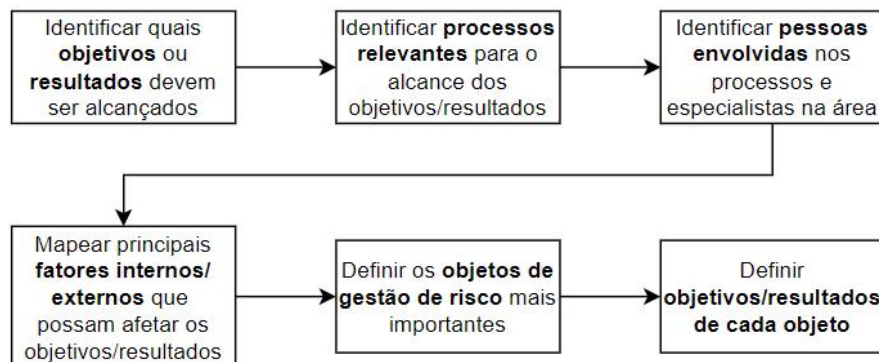 Identificar quais
objetivos ou
resultados devem
ser alcançados
Identificar processos
relevantes para o
alcance dos
objetivos/resultados
Identificar pessoas
envolvidas nos
processos e
especialistas na área
Mapear principais
fatores internos/
externos que
possam afetar os
objetivos/resultados
Definir os objetos de
gestão de risco mais
importantes
Definir
objetivos/resultados
de cada objeto